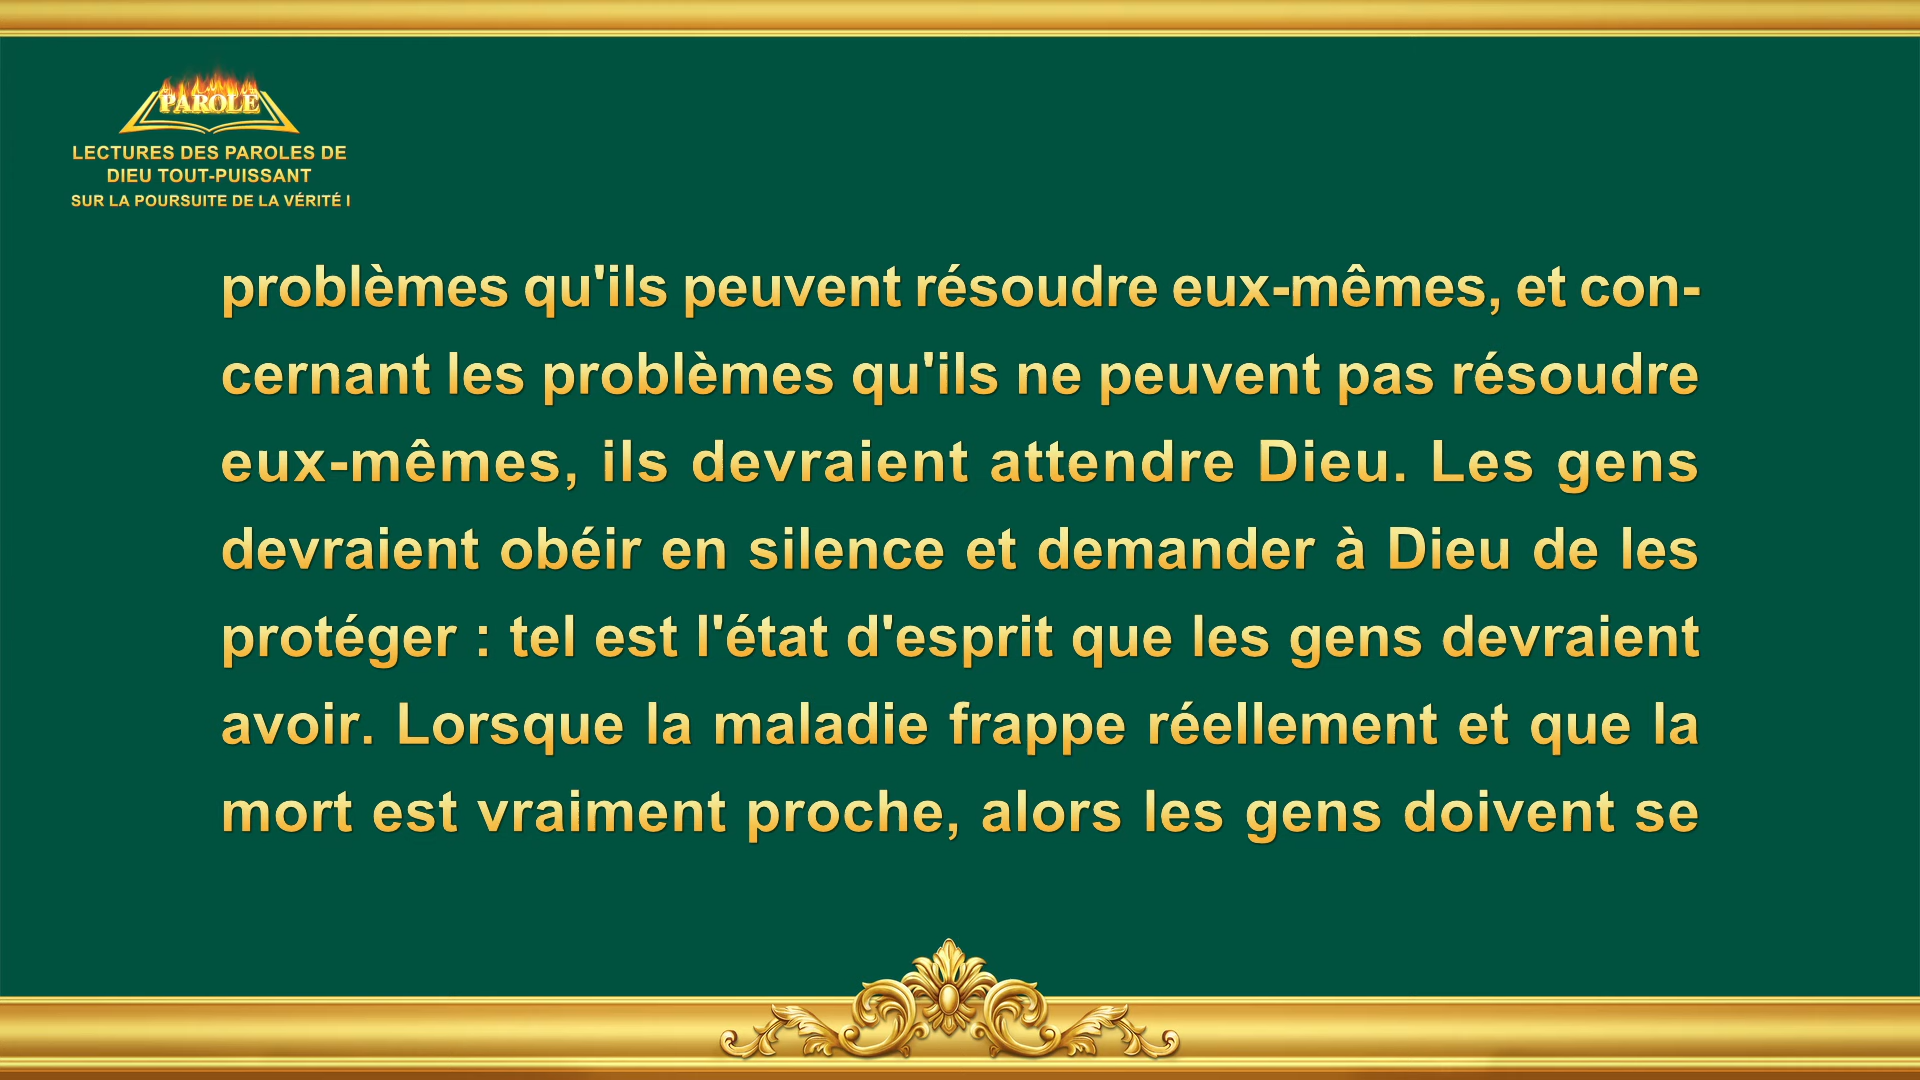 PAROLE
LECTURES DES PAROLES DE
DIEU TOUT-PUISSANT
SUR LA POURSUITE DE LA VÉRITÉ I
problèmes qu'ils peuvent résoudre eux-mêmes, et con-
cernant les problèmes qu'ils ne peuvent pas résoudre
eux-mêmes, ils devraient attendre Dieu. Les gens
devraient obéir en silence et demander à Dieu de les
protéger : tel est l'état d'esprit que les gens devraient
avoir. Lorsque la maladie frappe réellement et que la
mort est vraiment proche, alors les gens doivent se